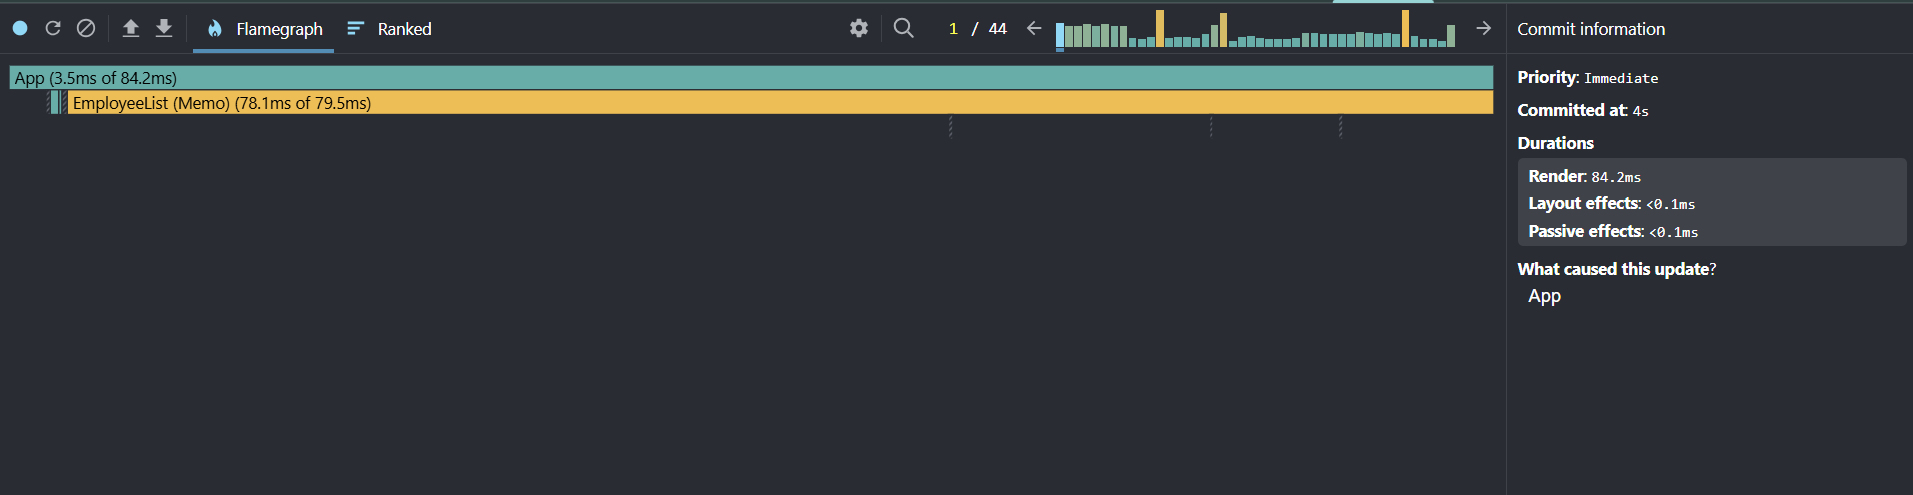 Flamegraph Ranked 1 / 44 Commit information
App (3.5ms of 84.2ms)
EmployeeList (Memo) (78.1ms of 79.5ms)
Priority: Immediate
Committed at: 4s
Durations
Render: 84.2ms
Layout effects: <0.1ms
Passive effects: <0.1ms
What caused this update?
App